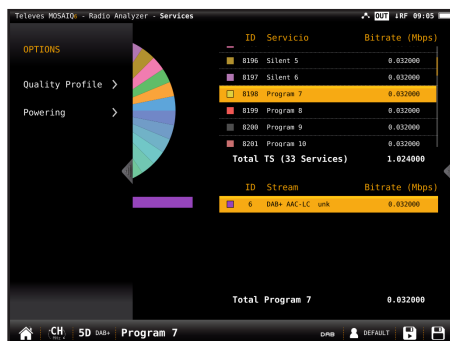 Televes MOSAIQ6 - Radio Analyzer - Services OUT ↓RF 09:05
OPTIONS
Quality Profile >
Powering >
ID Servicio Bitrate (Mbps)
8196 Silent 5 0.032000
8197 Silent 6 0.032000
8198 Program 7 0.032000
8199 Program 8 0.032000
8200 Program 9 0.032000
8201 Program 10 0.032000
Total TS (33 Services) 1.024000
ID Stream Bitrate (Mbps)
6 DAB+ AAC-LC unk 0.032000
Total Program 7 0.032000
CH 5D DAB+ Program 7 DAB DEFAULT